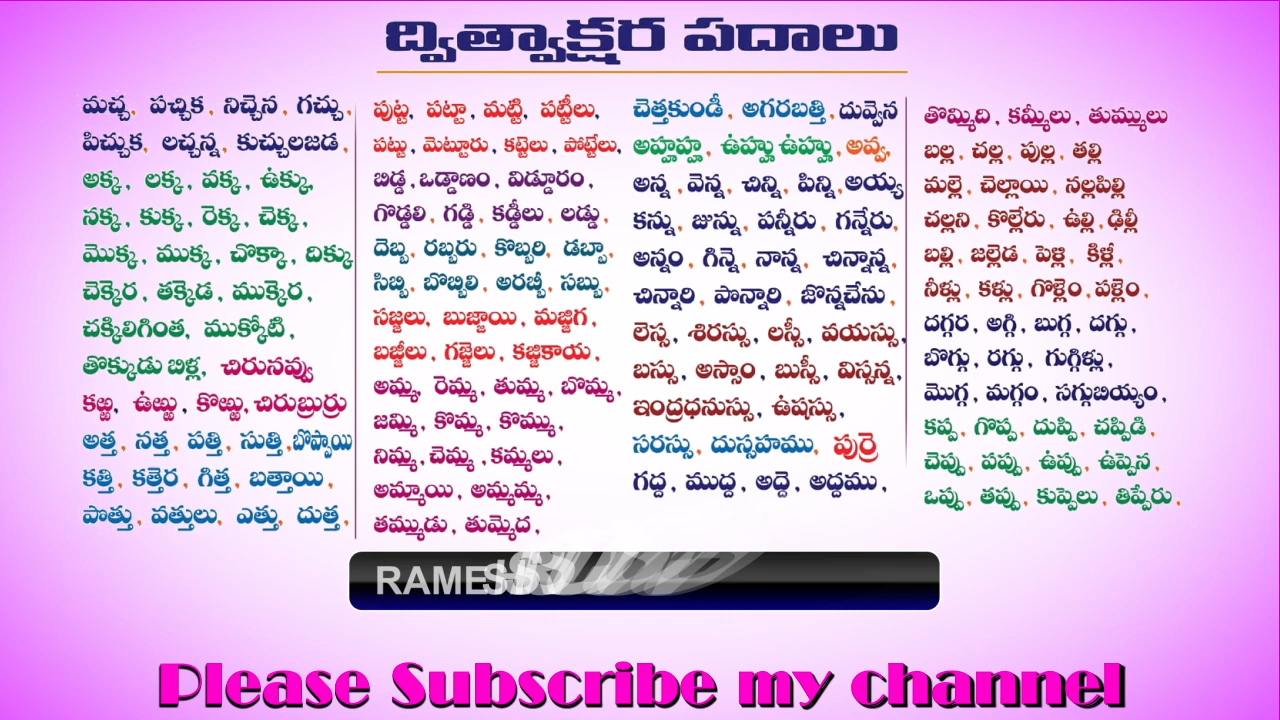 ద్విత్వాక్షర పదాలు
మచ్చ, పచ్చిక, నిచ్చెన, గచ్చు,
పిచ్చుక, లచ్చన్న, కుచ్చులజడ,
అక్క, లక్క, వక్క, ఉక్కు,
నక్క, కుక్క, రెక్క, చెక్క,
మొక్క, ముక్క, చోక్కా, దిక్కు
చెక్కెర, తక్కెడ, ముక్కెర,
చక్కిలిగింత, ముక్కోటి,
తొక్కుడు బిళ్ల, చిరునవ్వు
కఱ్ఱ, ఉఱ్ఱు, కొఱ్ఱు, చిరుబుర్రు
అత్త, నత్త, పత్తి, సుత్తి, బొప్పాయి
కత్తి, కత్తెర, గిత్త, బత్తాయి,
పొత్తు, వత్తులు, ఎత్తు, దుత్త,
పుట్ట, పట్టా, మట్టి, పట్టీలు,
పట్టు, మెట్టూరు, కట్టెలు, పోట్టేలు,
బిడ్డ, ఒడ్డాణం, విడ్డూరం,
గొడ్డలి, గడ్డి, కడ్డీలు, లడ్డు,
దెబ్బ, రబ్బరు, కొబ్బరి, డబ్బా,
సిబ్బి, బొబ్బిలి, అరబ్బీ, సబ్బు,
సజ్జలు, బుజ్జాయి, మజ్జిగ,
బజ్జీలు, గజ్జెలు, కజ్జికాయ,
అమ్మ, రెమ్మ, తుమ్మ, బొమ్మ,
జమ్మి, కొమ్మ, కొమ్ము,
నిమ్మ, చెమ్మ, కమ్మలు,
అమ్మాయి, అమ్మమ్మ,
తమ్ముడు, తుమ్మెద,
చెత్తకుండీ, అగరబత్తి, దువ్వెన
అహ్హహ్హ, ఉహ్హు ఉహ్హు, అవ్వ,
అన్న, వెన్న, చిన్ని, పిన్ని, అయ్య
కన్ను, జున్ను, పన్నీరు, గన్నేరు,
అన్నం, గిన్నె, నాన్న, చిన్నాన్న,
చిన్నారి, పొన్నారి, జొన్నచేను,
లెస్స, శిరస్సు, లస్సీ, వయస్సు,
బస్సు, అస్సాం, బుస్సీ, విస్సన్న,
ఇంద్రధనుస్సు, ఉషస్సు,
సరస్సు, దుస్సహము, పుర్రె
గద్ద, ముద్ద, అద్దె, అద్దము,
తొమ్మిది, కమ్మీలు, తుమ్ములు
బల్ల, చల్ల, పుల్ల, తల్లి
మల్లె, చెల్లాయి, నల్లపిల్లి
చల్లని, కొల్లేరు, ఉల్లి, ఢిల్లీ
బల్లి, జల్లెడ, పెళ్లి, కిళ్లీ,
నీళ్లు, కళ్లు, గొళ్లెం, పళ్లెం,
దగ్గర, అగ్గి, బుగ్గ, దగ్గు,
బొగ్గు, రగ్గు, గుగ్గిళ్లు,
మొగ్గ, మగ్గం, సగ్గుబియ్యం,
కప్ప, గొప్ప, దుప్పి, చప్పిడి,
చెప్పు, పప్పు, ఉప్పు, ఉప్పెన,
ఒప్పు, తప్పు, కుప్పెలు, తిప్పేరు,
RAMESH
Please Subscribe my channel